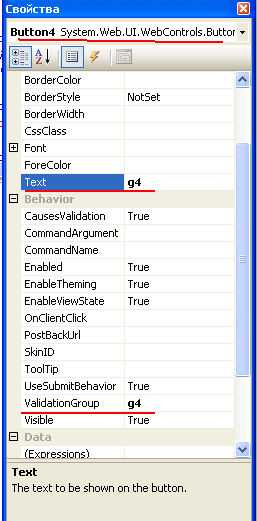 Свойства
Button4 System.Web.UI.WebControls.Button
BorderColor
BorderStyle NotSet
BorderWidth
CssClass
Font
ForeColor
Text g4
Behavior
CausesValidation True
CommandArgument
CommandName
Enabled True
EnableTheming True
EnableViewState True
OnClientClick
PostBackUrl
SkinID
ToolTip
UseSubmitBehavior True
ValidationGroup g4
Visible True
Data
(Expressions)
Text
The text to be shown on the button.